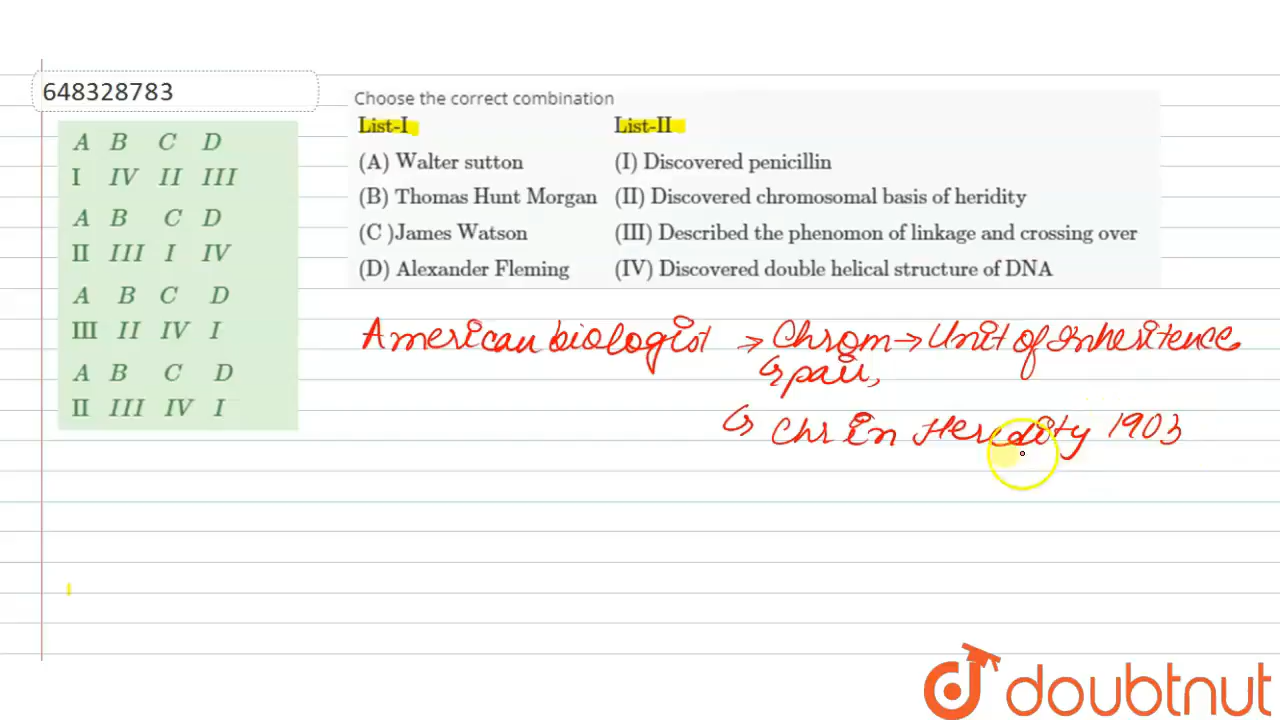 648328783
A B C D
I IV II III
A B C D
II III I IV
A B C D
III II IV I
A B C D
II III IV I
Choose the correct combination
List-I List-II
(A) Walter sutton (I) Discovered penicillin
(B) Thomas Hunt Morgan (II) Discovered chromosomal basis of heridity
(C )James Watson (III) Described the phenomon of linkage and crossing over
(D) Alexander Fleming (IV) Discovered double helical structure of DNA
American biologist → Chrom → Unit of Inheritence
↳ pair,
↳ Chr in Heredity 1903
doubtnut